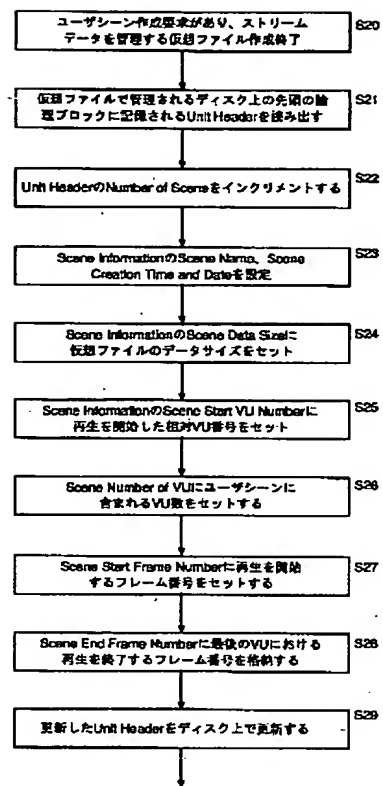 ユーザシーン作成要求があり、ストリーム
データを管理する仮想ファイル作成終了
S20
仮想ファイルで管理されるディスク上の先頭の論
理ブロックに記録されるUnit Headerを読み出す
S21
Unit HeaderのNumber of Sceneをインクリメントする
S22
Scene InformationのScene Name、Scene
Creation Time and Dateを設定
S23
Scene InformationのScene Data Sizeに
仮想ファイルのデータサイズをセット
S24
Scene InformationのScene Start VU Numberに
再生を開始した相対VU番号をセット
S25
Scene Number of VUにユーザシーンに
含まれるVU数をセットする
S26
Scene Start Frame Numberに再生を開始
するフレーム番号をセットする
S27
Scene End Frame Numberに最後のVUにおける
再生を終了するフレーム番号を格納する
S28
更新したUnit Headerをディスク上で更新する
S29